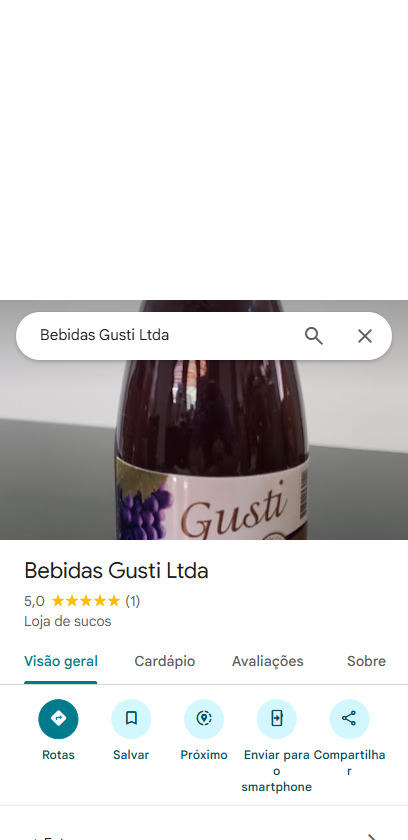 Bebidas Gusti Ltda
Gusti
Bebidas Gusti Ltda
5,0 (1)
Loja de sucos
Visão geral Cardápio Avaliações Sobre
Rotas Salvar Próximo Enviar para o smartphone Compartilhar